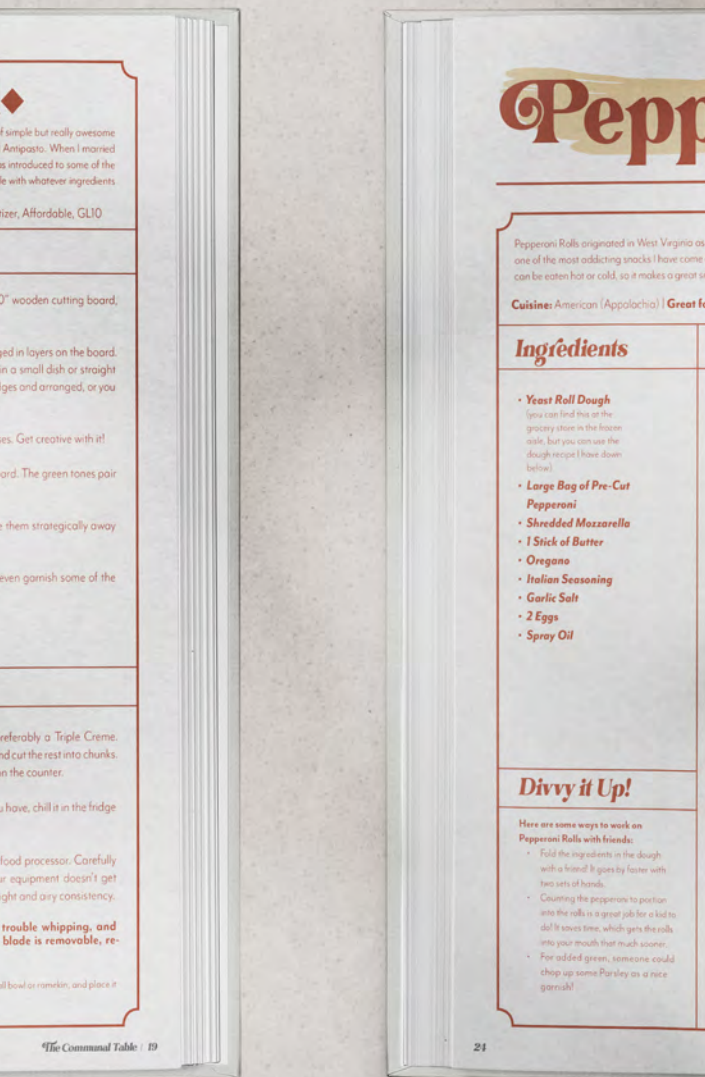 f simple but really awesome
Antipasto. When I married
as introduced to some of the
le with whatever ingredients
tizer, Affordable, GL10
0" wooden cutting board,
ged in layers on the board.
in a small dish or straight
dges and arranged, or you
ses. Get creative with it!
ard. The green tones pair
e them strategically away
even garnish some of the
referably a Triple Creme.
nd cut the rest into chunks.
on the counter.
u have, chill it in the fridge
food processor. Carefully
ur equipment doesn't get
ight and airy consistency.
trouble whipping, and
blade is removable, re-
all bowl or ramekin, and place it
The Communal Table | 19
Pepp
Pepperoni Rolls originated in West Virginia as
one of the most addicting snacks I have come
can be eaten hot or cold, so it makes a great s
Cuisine: American (Appalachia) | Great fo
Ingredients
• Yeast Roll Dough
(you can find this at the
grocery store in the frozen
aisle, but you can use the
dough recipe I have down
below)
• Large Bag of Pre-Cut
Pepperoni
• Shredded Mozzarella
• 1 Stick of Butter
• Oregano
• Italian Seasoning
• Garlic Salt
• 2 Eggs
• Spray Oil
Divvy it Up!
Here are some ways to work on
Pepperoni Rolls with friends:
• Fold the ingredients in the dough
with a friend! It goes by faster with
two sets of hands.
• Counting the pepperoni to portion
into the rolls is a great job for a kid to
do! It saves time, which gets the rolls
into your mouth that much sooner.
• For added green, someone could
chop up some Parsley as a nice
garnish!
24